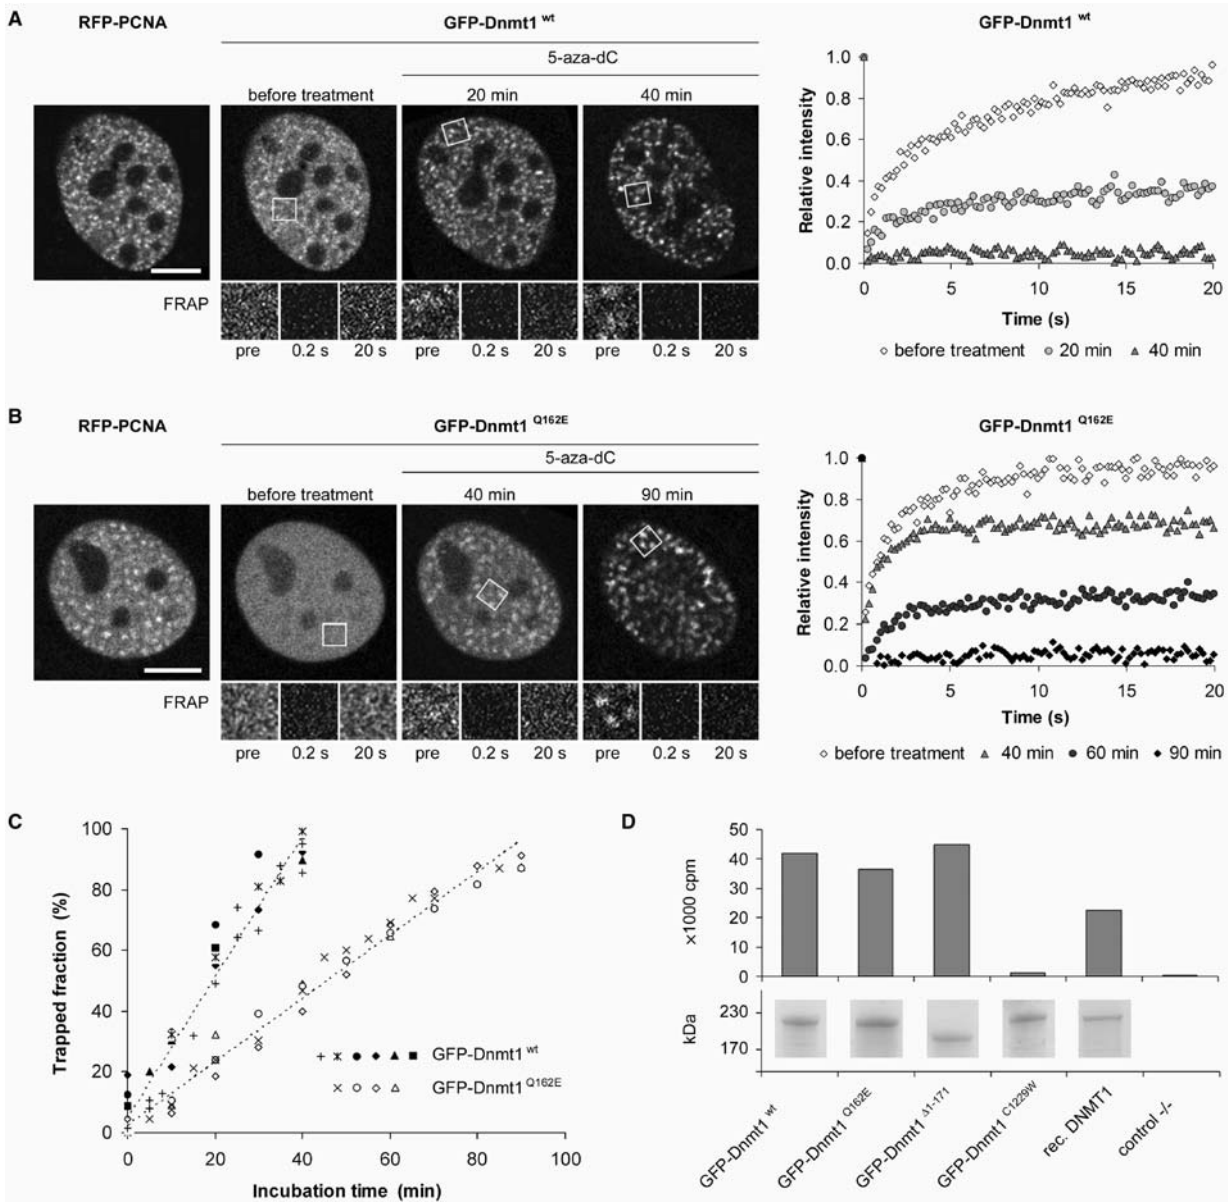 A
RFP-PCNA
GFP-Dnmt1 wt
5-aza-dC
before treatment
20 min
40 min
FRAP
pre
0.2 s
20 s
pre
0.2 s
20 s
pre
0.2 s
20 s
GFP-Dnmt1 wt
Relative intensity
1.0
0.8
0.6
0.4
0.2
0.0
0
5
10
15
20
Time (s)
before treatment
20 min
40 min
B
RFP-PCNA
GFP-Dnmt1 Q162E
5-aza-dC
before treatment
40 min
90 min
FRAP
pre
0.2 s
20 s
pre
0.2 s
20 s
pre
0.2 s
20 s
GFP-Dnmt1 Q162E
Relative intensity
1.0
0.8
0.6
0.4
0.2
0.0
0
5
10
15
20
Time (s)
before treatment
40 min
60 min
90 min
C
Trapped fraction (%)
100
80
60
40
20
0
0
20
40
60
80
100
Incubation time (min)
GFP-Dnmt1 wt
GFP-Dnmt1 Q162E
D
×1000 cpm
50
40
30
20
10
0
kDa
230
170
GFP-Dnmt1 wt
GFP-Dnmt1 Q162E
GFP-Dnmt1 Δ1-171
GFP-Dnmt1 C1229W
rec. DNMT1
control -/-